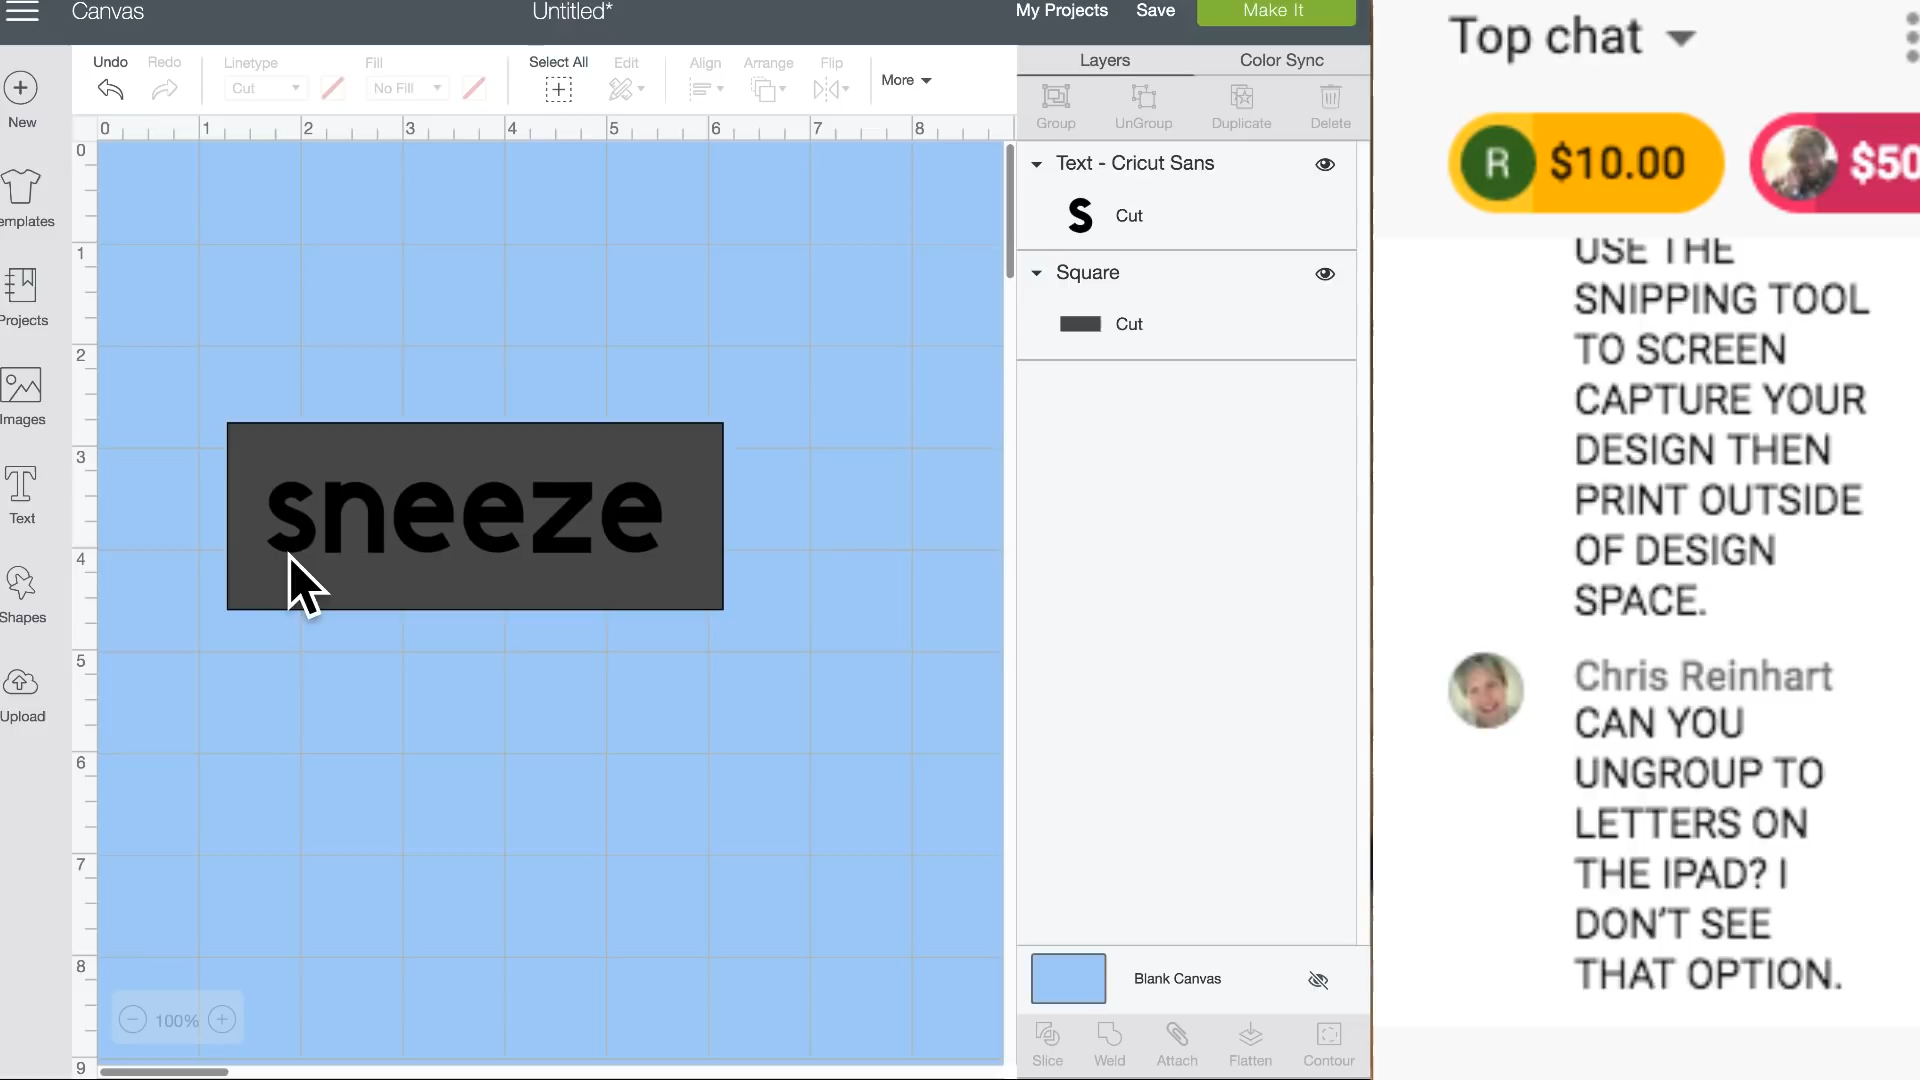 Canvas
Untitled*
My Projects
Save
Make It
Undo
Redo
Linetype
Cut
Fill
No Fill
Select All
Edit
Align
Arrange
Flip
More
Layers
Color Sync
Group
UnGroup
Duplicate
Delete
New
emplates
Projects
Images
Text
Shapes
Upload
0 1 2 3 4 5 6 7 8
0
1
2
3
4
5
6
7
8
9
sneeze
100%
Text - Cricut Sans
S
Cut
Square
Cut
Blank Canvas
Slice
Weld
Attach
Flatten
Contour
Top chat
R
$10.00
$50
USE THE
SNIPPING TOOL
TO SCREEN
CAPTURE YOUR
DESIGN THEN
PRINT OUTSIDE
OF DESIGN
SPACE.
Chris Reinhart
CAN YOU
UNGROUP TO
LETTERS ON
THE IPAD? I
DON'T SEE
THAT OPTION.